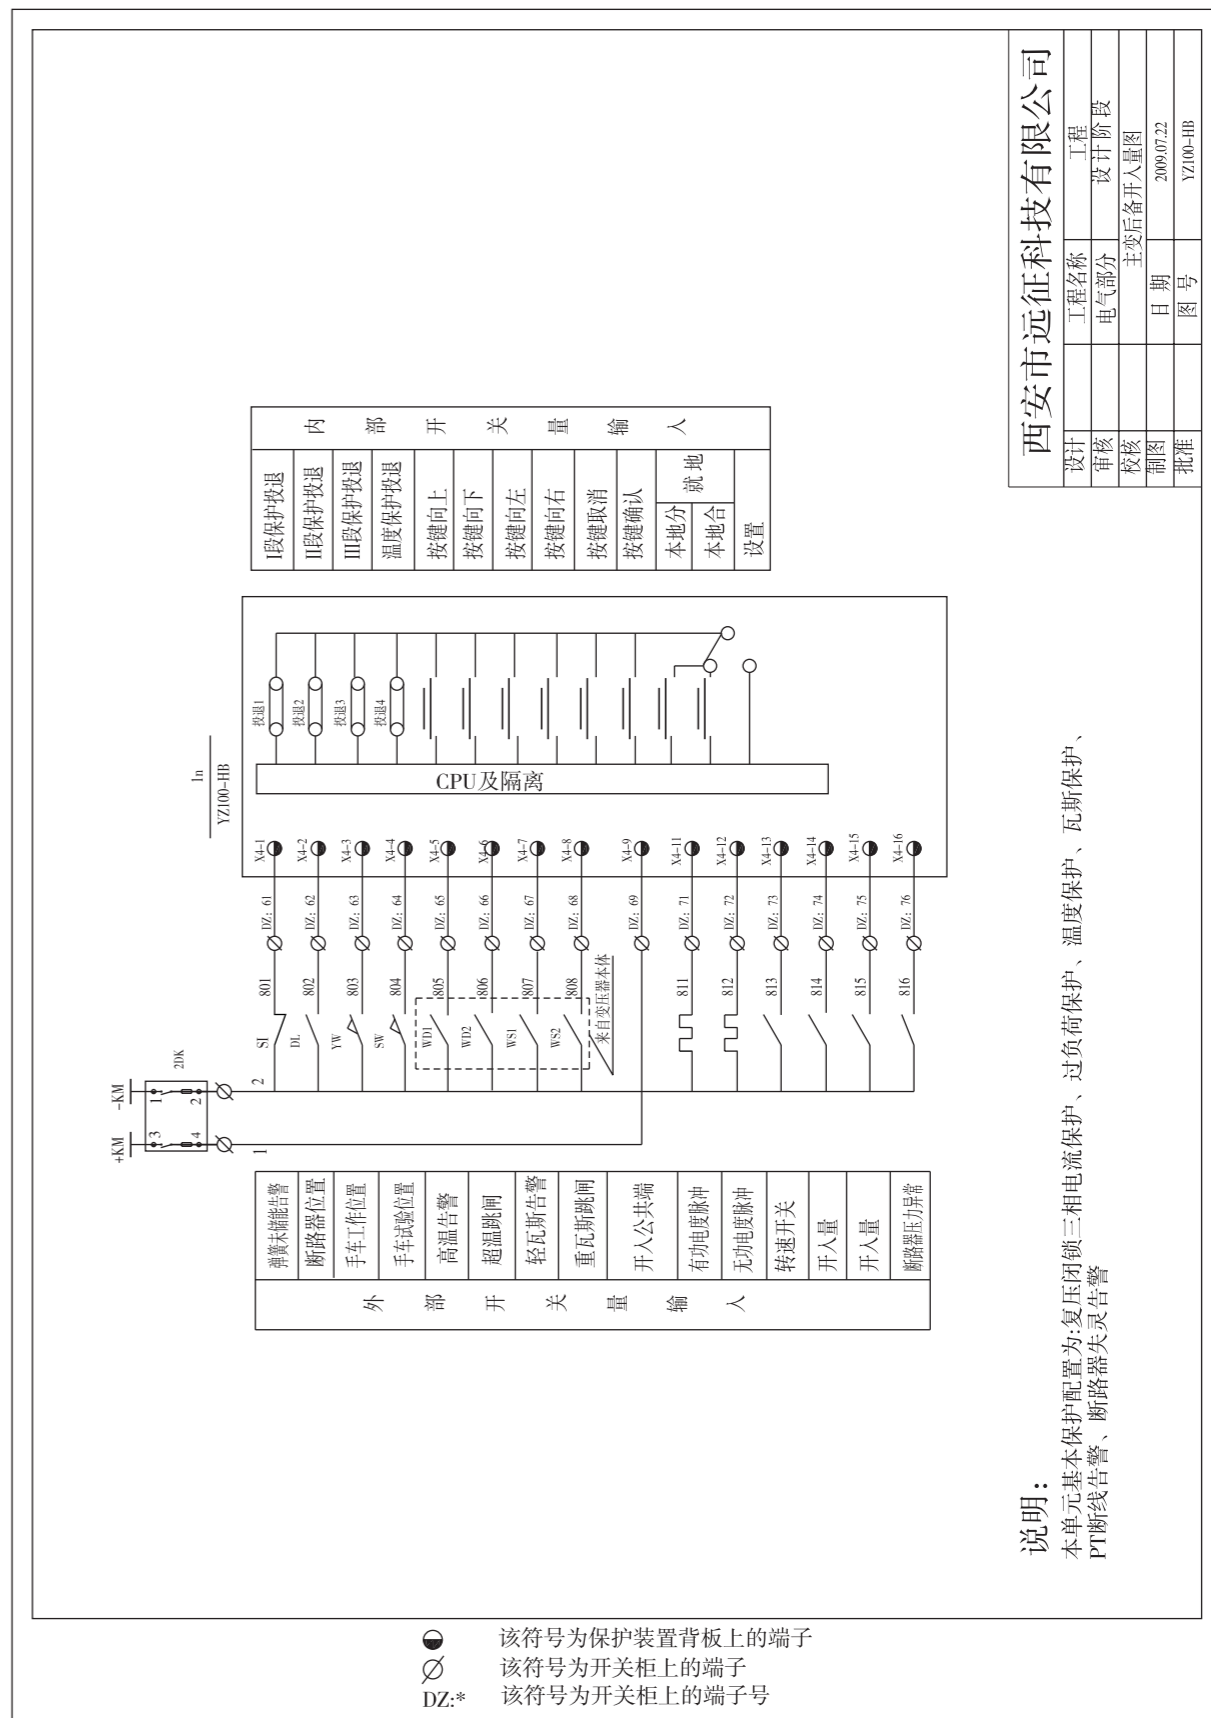 +KM
-KM
2DK
3
4
1
2
1
2
外部开关量输入
弹簧未储能告警
断路器位置
手车工作位置
手车试验位置
高温告警
超温跳闸
轻瓦斯告警
重瓦斯跳闸
开入公共端
有功电度脉冲
无功电度脉冲
转速开关
开入量
开入量
断路器压力异常
SI 801 DZ: 61 X4-1
DL 802 DZ: 62 X4-2
YW 803 DZ: 63 X4-3
SW 804 DZ: 64 X4-4
WD1 805 DZ: 65 X4-5
WD2 806 DZ: 66 X4-6
WS1 807 DZ: 67 X4-7
WS2 808 DZ: 68 X4-8
来自变压器本体
DZ: 69 X4-9
811 DZ: 71 X4-11
812 DZ: 72 X4-12
813 DZ: 73 X4-13
814 DZ: 74 X4-14
815 DZ: 75 X4-15
816 DZ: 76 X4-16
1n
YZ100-HB
CPU及隔离
投退1
投退2
投退3
投退4
I段保护投退
II段保护投退
III段保护投退
温度保护投退
按键向上
按键向下
按键向左
按键向右
按键取消
按键确认
本地分
本地合
就地
设置
内部开关量输入
说明：
本单元基本保护配置为:复压闭锁三相电流保护、过负荷保护、温度保护、瓦斯保护、
PT断线告警、断路器失灵告警
西安市远征科技有限公司
设计 工程名称 工程
审核 电气部分 设计阶段
校核 主变后备开入量图
制图 日期 2009.07.22
批准 图号 YZ100-HB
该符号为保护装置背板上的端子
该符号为开关柜上的端子
DZ:* 该符号为开关柜上的端子号